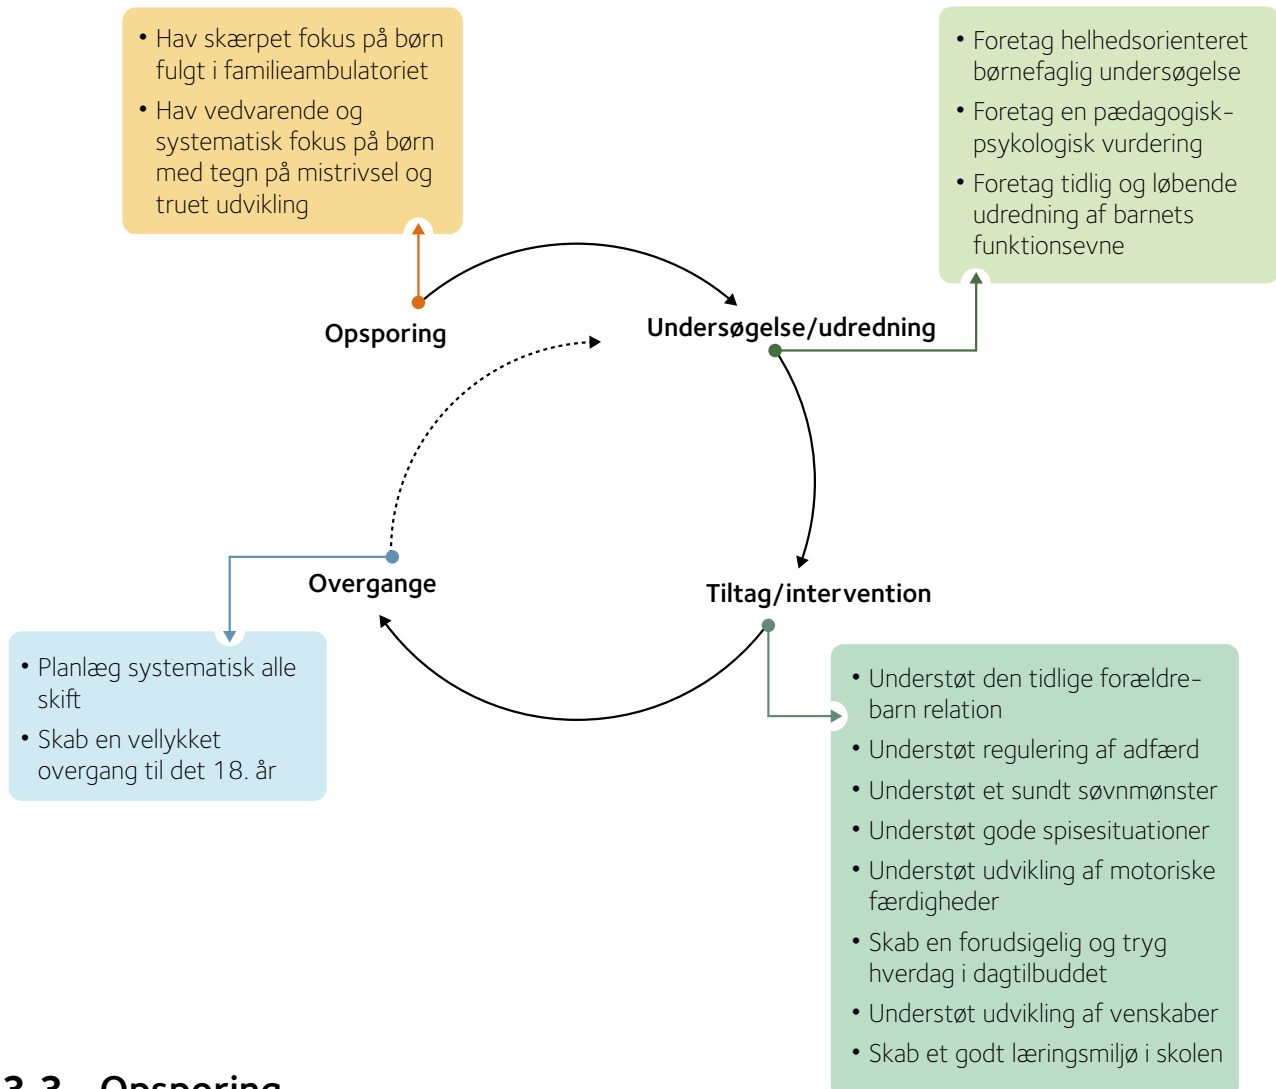 • Hav skærpet fokus på børn
fulgt i familieambulatoriet
• Hav vedvarende og
systematisk fokus på børn
med tegn på mistrivsel og
truet udvikling
• Foretag helhedsorienteret
børnefaglig undersøgelse
• Foretag en pædagogisk-
psykologisk vurdering
• Foretag tidlig og løbende
udredning af barnets
funktionsevne
Opsporing
Undersøgelse/udredning
Overgange
Tiltag/intervention
• Planlæg systematisk alle
skift
• Skab en vellykket
overgang til det 18. år
• Understøt den tidlige forældre-
barn relation
• Understøt regulering af adfærd
• Understøt et sundt søvnmønster
• Understøt gode spisesituationer
• Understøt udvikling af motoriske
færdigheder
• Skab en forudsigelig og tryg
hverdag i dagtilbuddet
• Understøt udvikling af venskaber
• Skab et godt læringsmiljø i skolen
3.3 Opsporing